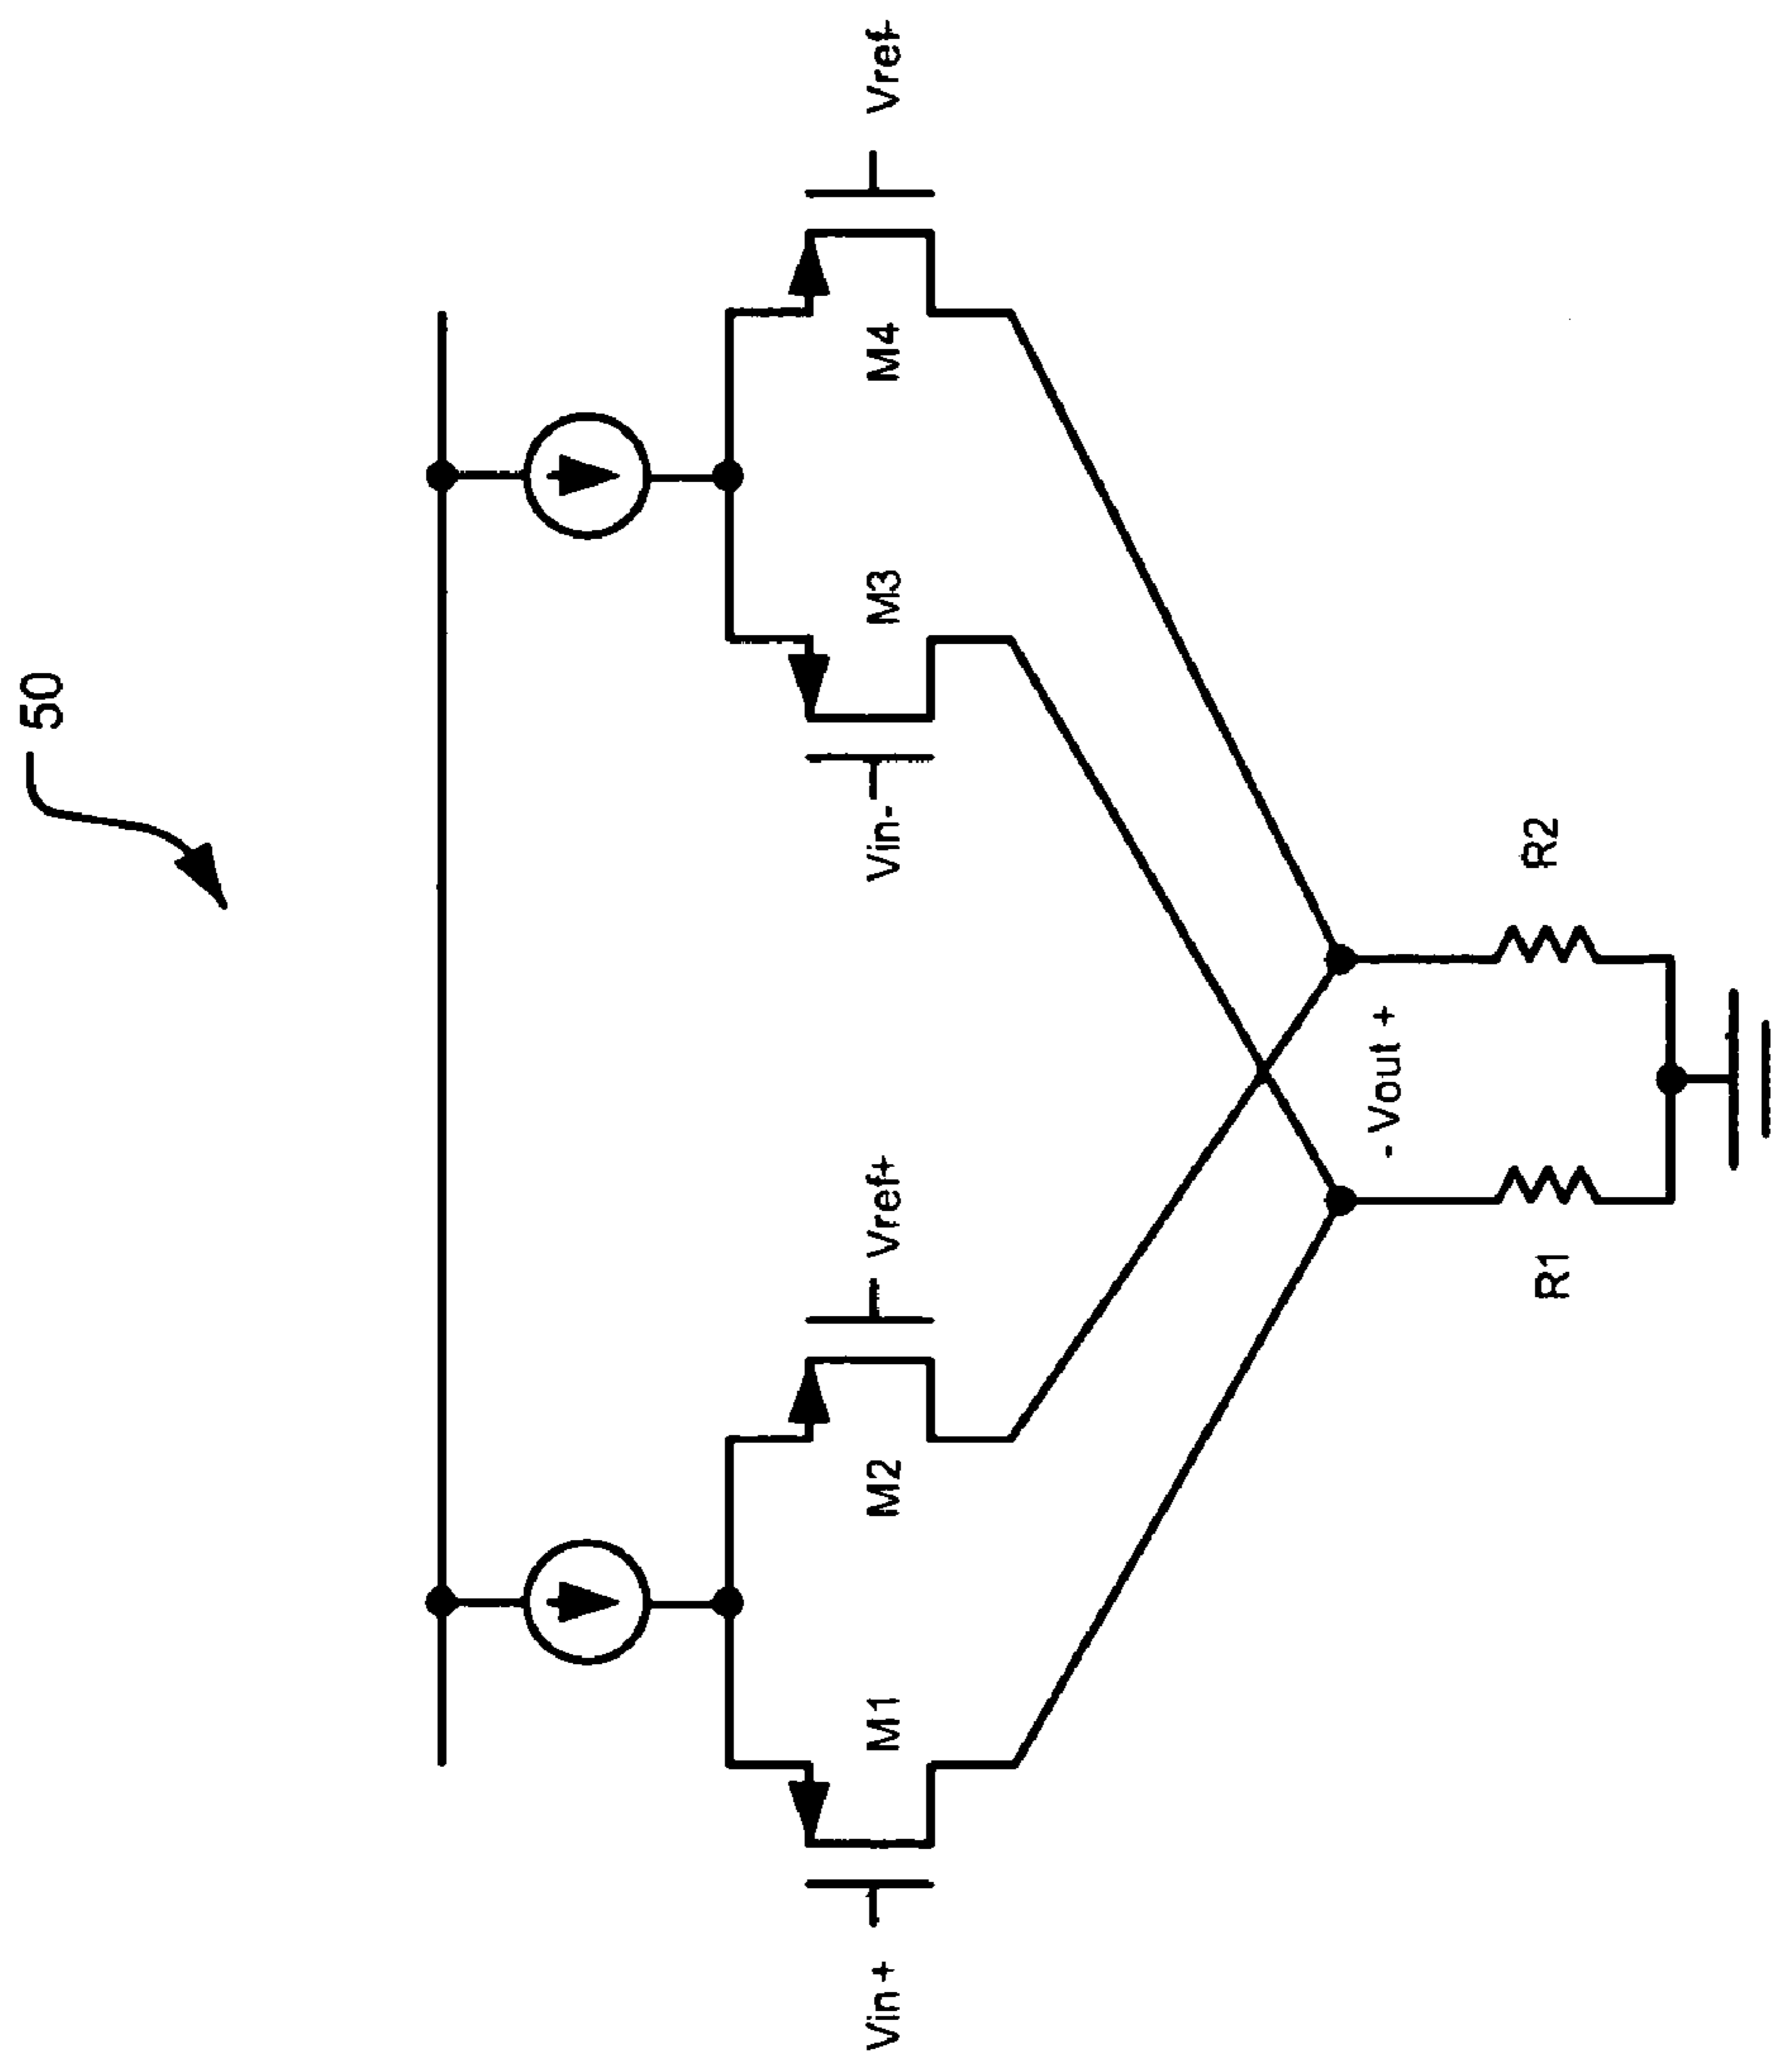 50
Vin+
M1
M2
Vref+
Vin-
M3
M4
Vref-
- Vout +
R1
R2